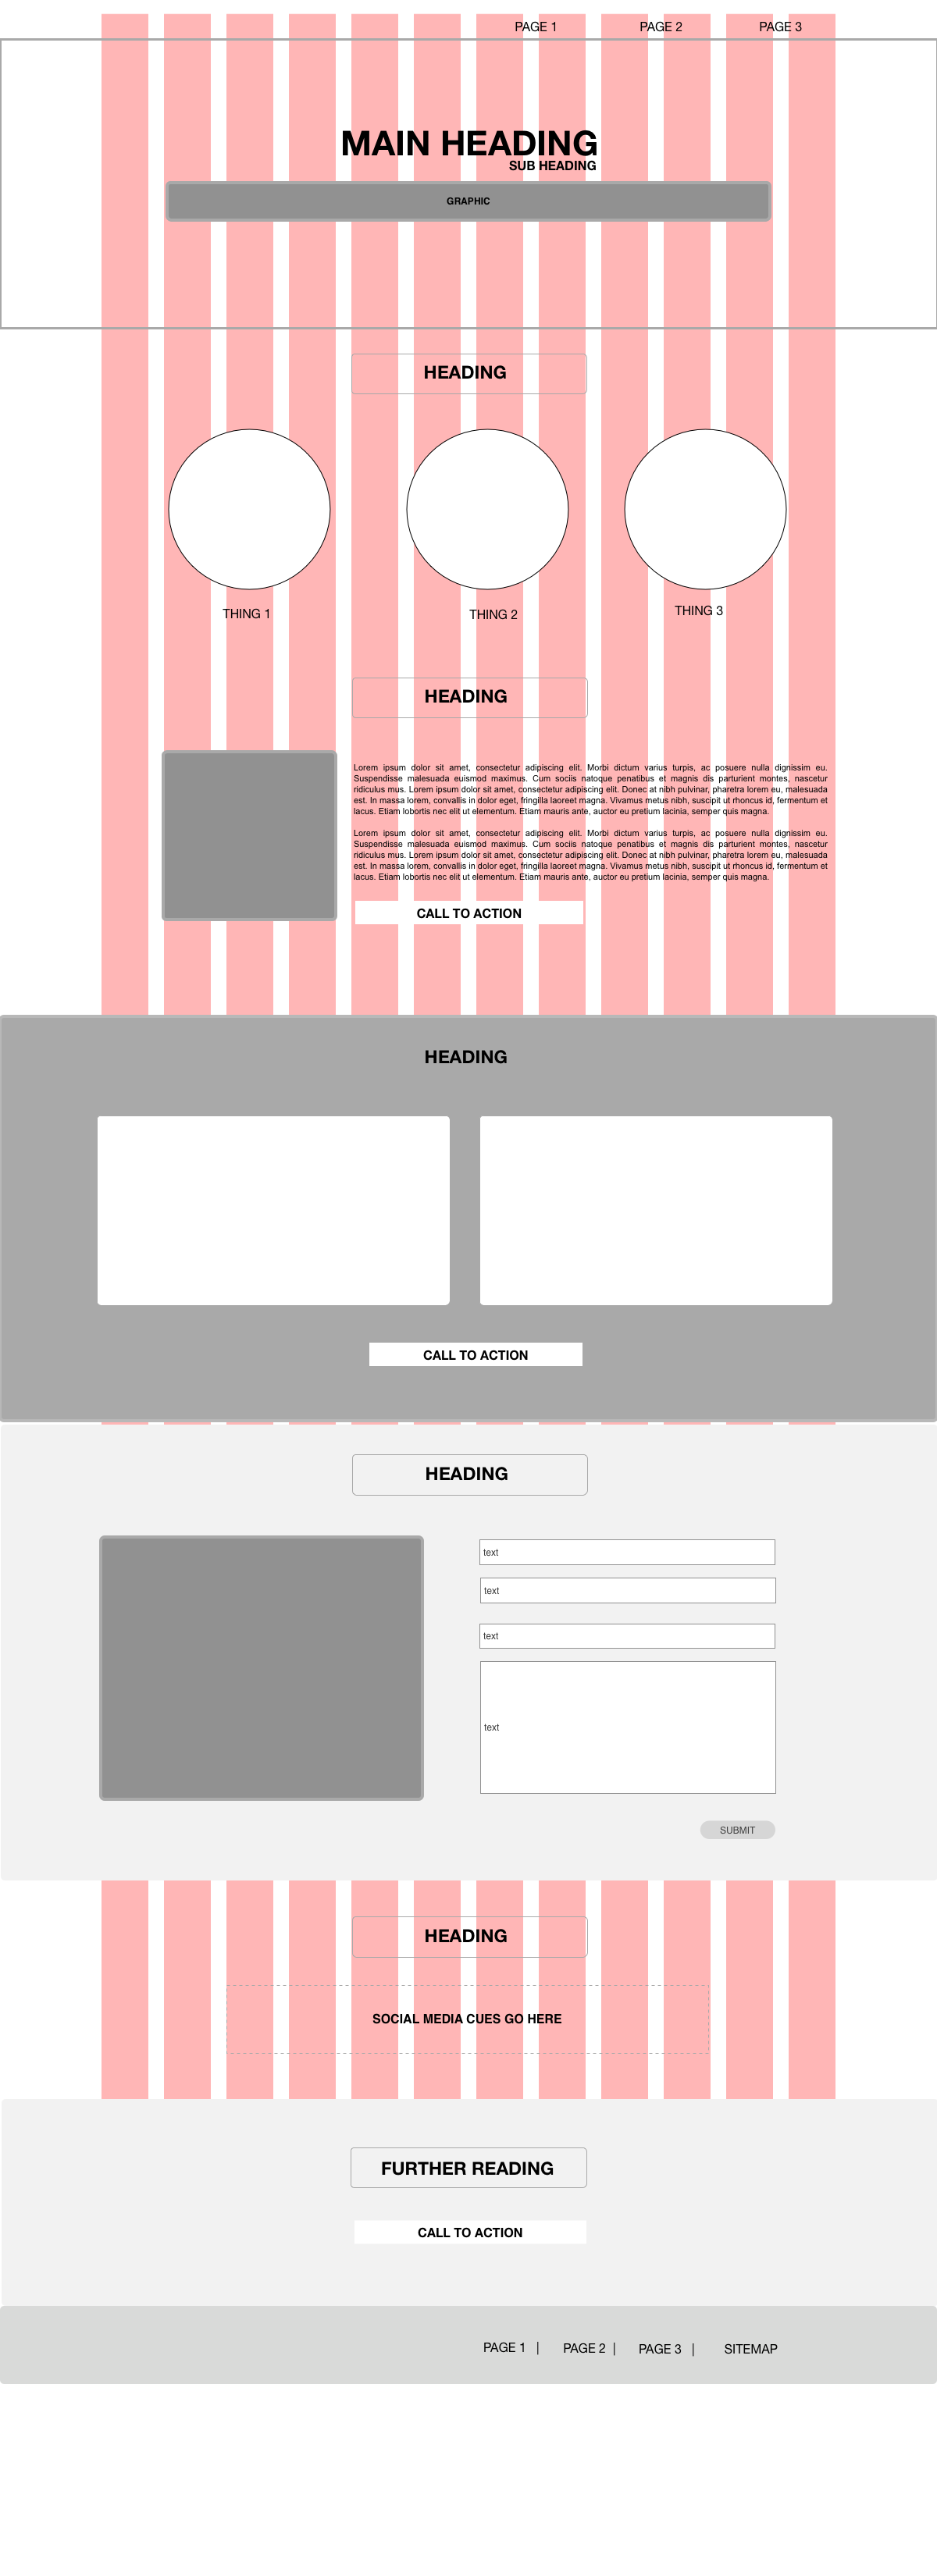 PAGE 1 PAGE 2 PAGE 3
MAIN HEADING
SUB HEADING
GRAPHIC
HEADING
THING 1 THING 2 THING 3
HEADING
Lorem ipsum dolor sit amet, consectetur adipiscing elit. Morbi dictum varius turpis, ac posuere nulla dignissim eu.
Suspendisse malesuada euismod maximus. Cum sociis natoque penatibus et magnis dis parturient montes, nascetur
ridiculus mus. Lorem ipsum dolor sit amet, consectetur adipiscing elit. Donec at nibh pulvinar, pharetra lorem eu, malesuada
est. In massa lorem, convallis in dolor eget, fringilla laoreet magna. Vivamus metus nibh, suscipit ut rhoncus id, fermentum et
lacus. Etiam lobortis nec elit ut elementum. Etiam mauris ante, auctor eu pretium lacinia, semper quis magna.
Lorem ipsum dolor sit amet, consectetur adipiscing elit. Morbi dictum varius turpis, ac posuere nulla dignissim eu.
Suspendisse malesuada euismod maximus. Cum sociis natoque penatibus et magnis dis parturient montes, nascetur
ridiculus mus. Lorem ipsum dolor sit amet, consectetur adipiscing elit. Donec at nibh pulvinar, pharetra lorem eu, malesuada
est. In massa lorem, convallis in dolor eget, fringilla laoreet magna. Vivamus metus nibh, suscipit ut rhoncus id, fermentum et
lacus. Etiam lobortis nec elit ut elementum. Etiam mauris ante, auctor eu pretium lacinia, semper quis magna.
CALL TO ACTION
HEADING
CALL TO ACTION
HEADING
text
text
text
text
SUBMIT
HEADING
SOCIAL MEDIA CUES GO HERE
FURTHER READING
CALL TO ACTION
PAGE 1 | PAGE 2 | PAGE 3 | SITEMAP